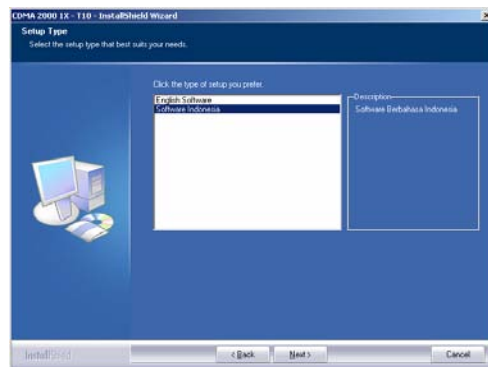 CDMA 2000 1X - T10 - InstallShield Wizard
Setup Type
Select the setup type that best suits your needs.
Click the type of setup you prefer.
English Software
Software Indonesia
Description
Software Berbahasa Indonesia
InstallShield
< Back
Next >
Cancel